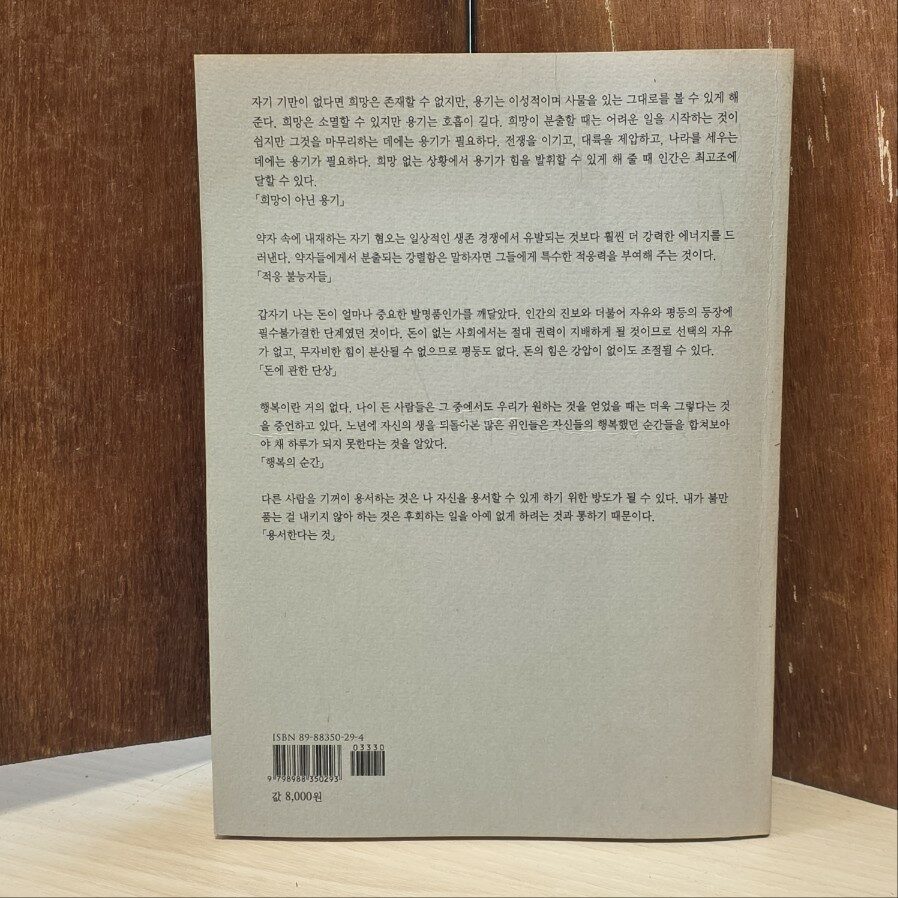 자기 기만이 없다면 희망은 존재할 수 없지만, 용기는 이성적이며 사물을 있는 그대로를 볼 수 있게 해
준다. 희망은 소멸할 수 있지만 용기는 호흡이 길다. 희망이 분출할 때는 어려운 일을 시작하는 것이
쉽지만 그것을 마무리하는 데에는 용기가 필요하다. 전쟁을 이기고, 대륙을 제압하고, 나라를 세우는
데에는 용기가 필요하다. 희망 없는 상황에서 용기가 힘을 발휘할 수 있게 해 줄 때 인간은 최고조에
달할 수 있다.
「희망이 아닌 용기」
약자 속에 내재하는 자기 혐오는 일상적인 생존 경쟁에서 유발되는 것보다 훨씬 더 강력한 에너지를 드
러낸다. 약자들에게서 분출되는 강렬함은 말하자면 그들에게 특수한 적응력을 부여해 주는 것이다.
「적응 불능자들」
갑자기 나는 돈이 얼마나 중요한 발명품인가를 깨달았다. 인간의 진보와 더불어 자유와 평등의 등장에
필수불가결한 단계였던 것이다. 돈이 없는 사회에서는 절대 권력이 지배하게 될 것이므로 선택의 자유
가 없고, 무자비한 힘이 분산될 수 없으므로 평등도 없다. 돈의 힘은 강압이 없이도 조절될 수 있다.
「돈에 관한 단상」
행복이란 거의 없다. 나이 든 사람들은 그 중에서도 우리가 원하는 것을 얻었을 때는 더욱 그렇다는 것
을 증언하고 있다. 노년에 자신의 생을 되돌아본 많은 위인들은 자신들의 행복했던 순간들을 합쳐보아
야 채 하루가 되지 못한다는 것을 알았다.
「행복의 순간」
다른 사람을 기꺼이 용서하는 것은 나 자신을 용서할 수 있게 하기 위한 방도가 될 수 있다. 내가 불만
품는 걸 내키지 않아 하는 것은 후회하는 일을 아예 없게 하려는 것과 통하기 때문이다.
「용서한다는 것」
ISBN 89-88350-29-4
03330
9 798988 350293
값 8,000원